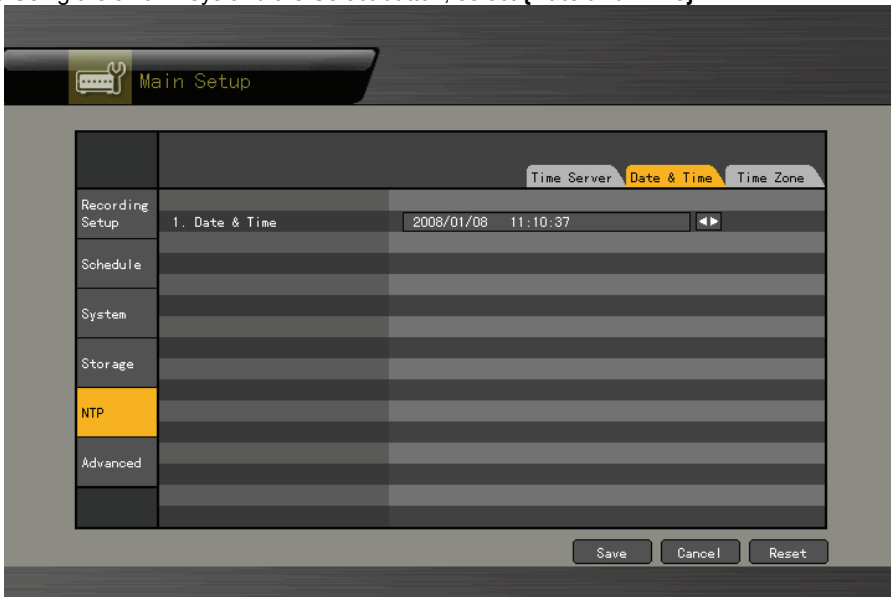 Main Setup
Time Server Date & Time Time Zone
Recording
Setup
1. Date & Time 2008/01/08 11:10:37
Schedule
System
Storage
NTP
Advanced
Save Cancel Reset